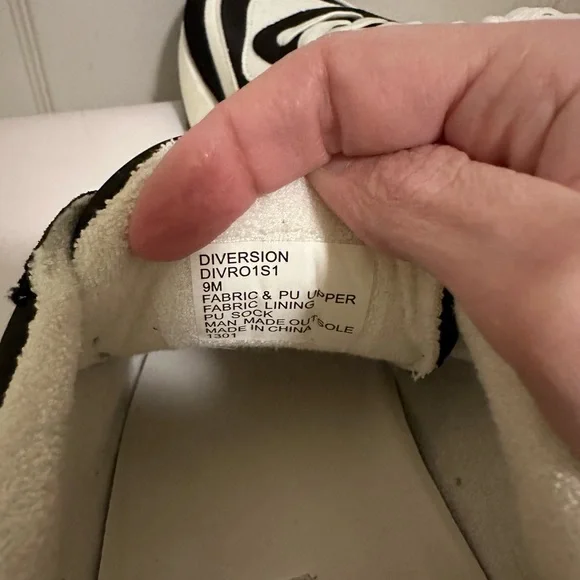 DIVERSION
DIVRO1S1
9M
FABRIC & PU UPPER
FABRIC LINING
PU SOCK
MAN MADE OUTSOLE
MADE IN CHINA
1301